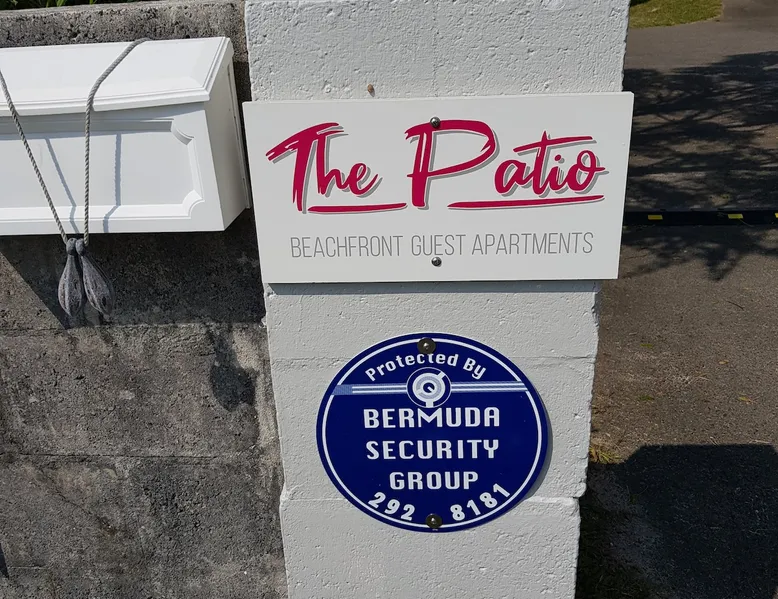 The Patio
BEACHFRONT GUEST APARTMENTS
Protected By
BERMUDA
SECURITY
GROUP
292 8181